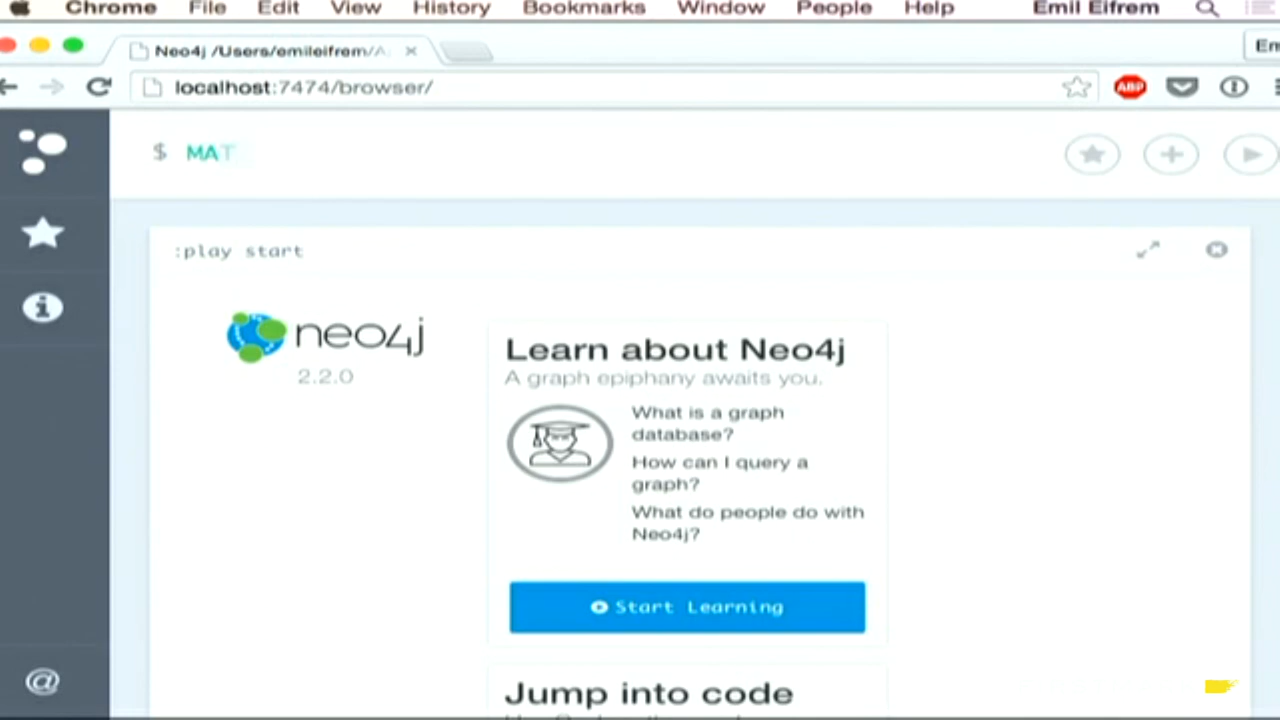 Chrome File Edit View History Bookmarks Window People Help Emil Eifrem
Neo4j /Users/emileifrem/A
Em
localhost:7474/browser/
ABP
$ MAT
:play start
neo4j
2.2.0
Learn about Neo4j
A graph epiphany awaits you.
What is a graph
database?
How can I query a
graph?
What do people do with
Neo4j?
Start Learning
Jump into code
@